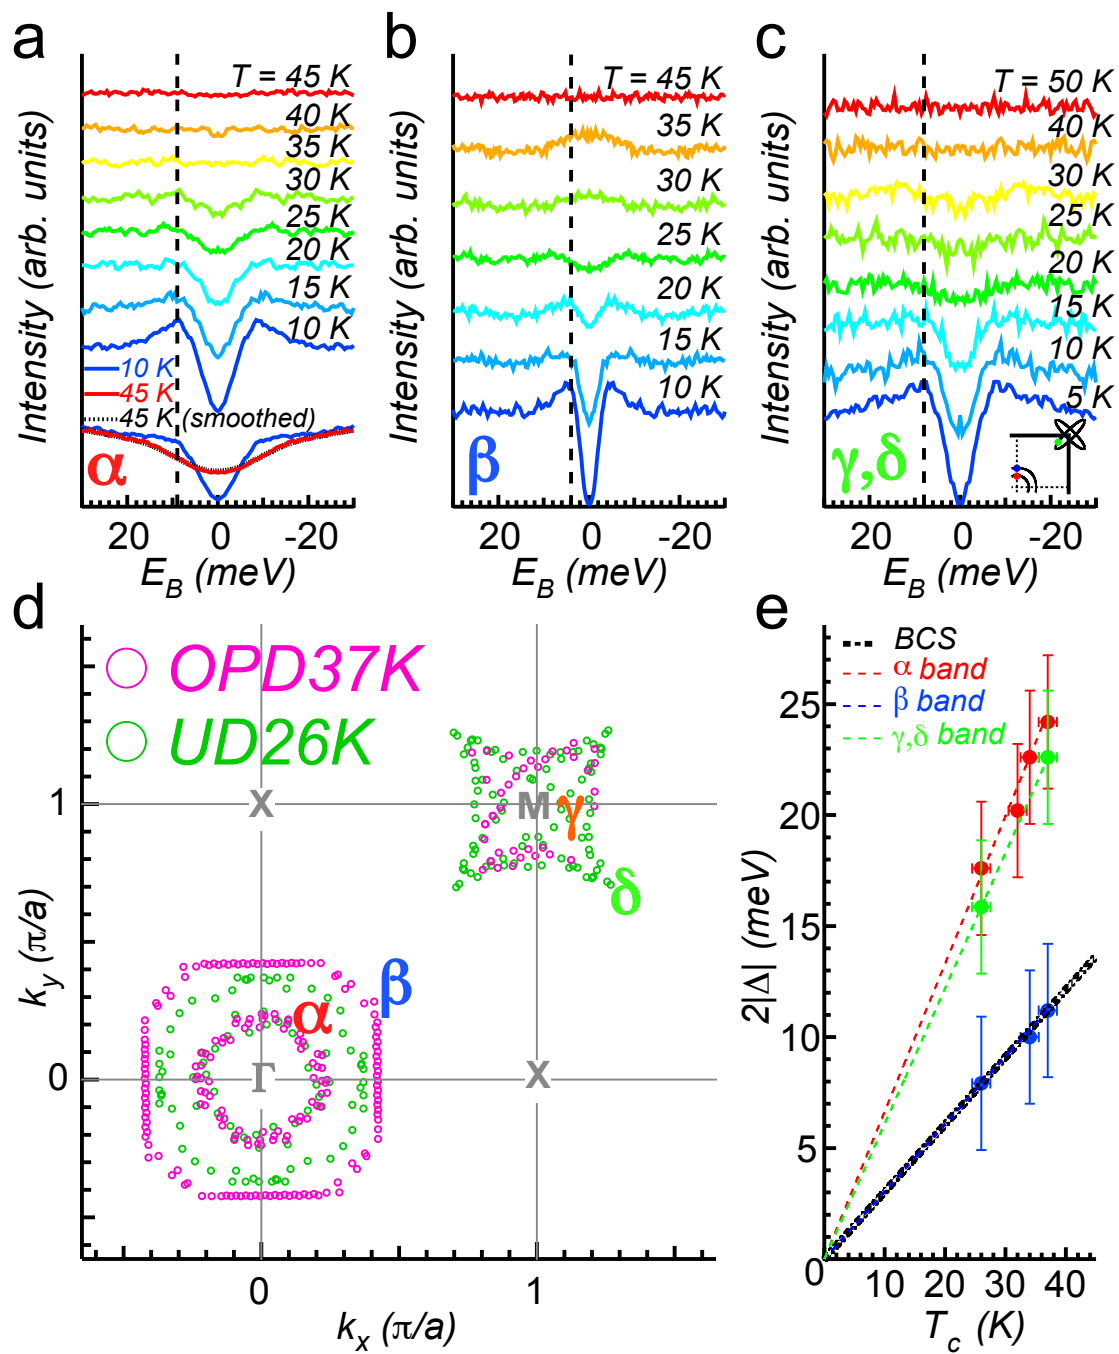 a
Intensity (arb. units)
T = 45 K
40 K
35 K
30 K
25 K
20 K
15 K
10 K
10 K
45 K
45 K (smoothed)
α
20 0 -20
E_B (meV)
b
Intensity (arb. units)
T = 45 K
35 K
30 K
25 K
20 K
15 K
10 K
β
20 0 -20
E_B (meV)
c
Intensity (arb. units)
T = 50 K
40 K
30 K
25 K
20 K
15 K
10 K
5 K
γ,δ
20 0 -20
E_B (meV)
d
OPD37K
UD26K
X
M
γ
δ
β
α
Γ
X
1
0
k_y (π/a)
0 1
k_x (π/a)
e
BCS
α band
β band
γ,δ band
2|Δ| (meV)
25
20
15
10
5
0
0 10 20 30 40
T_c (K)